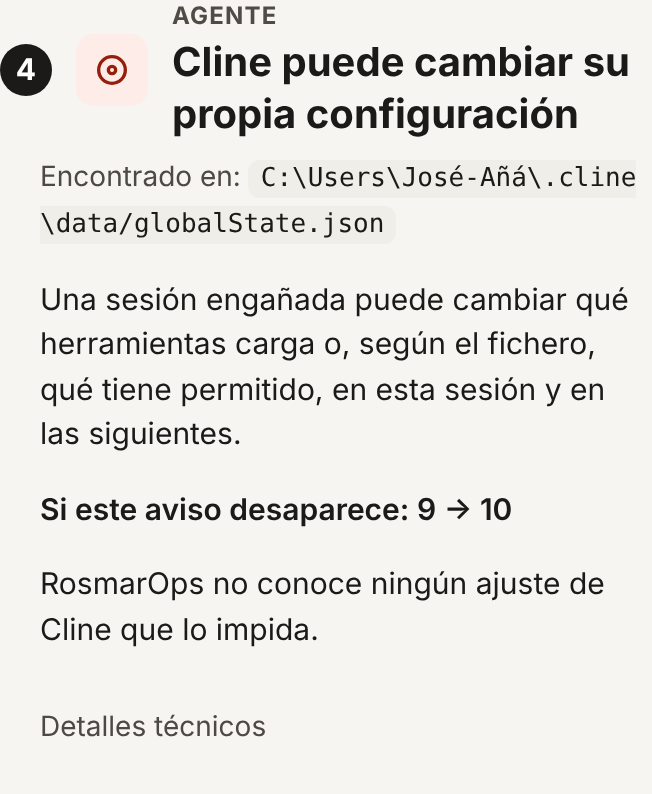 AGENTE
4
Cline puede cambiar su
propia configuración
Encontrado en: C:\Users\José-Añá\.cline
\data/globalState.json
Una sesión engañada puede cambiar qué
herramientas carga o, según el fichero,
qué tiene permitido, en esta sesión y en
las siguientes.
Si este aviso desaparece: 9 → 10
RosmarOps no conoce ningún ajuste de
Cline que lo impida.
Detalles técnicos